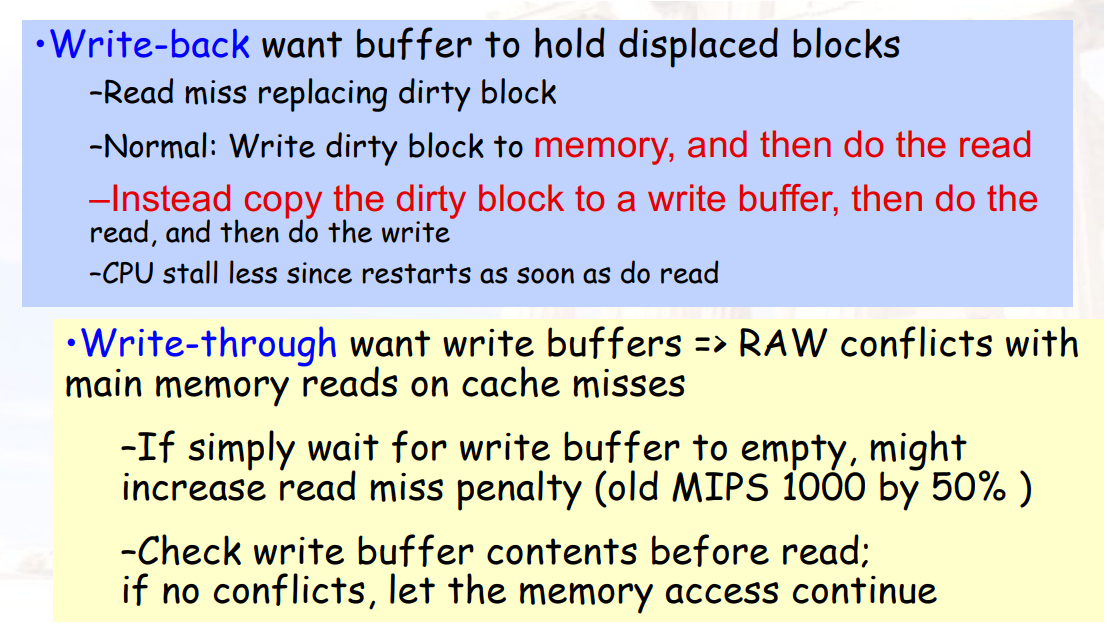 •Write-back want buffer to hold displaced blocks
–Read miss replacing dirty block
–Normal: Write dirty block to memory, and then do the read
–Instead copy the dirty block to a write buffer, then do the
read, and then do the write
–CPU stall less since restarts as soon as do read
•Write-through want write buffers => RAW conflicts with
main memory reads on cache misses
–If simply wait for write buffer to empty, might
increase read miss penalty (old MIPS 1000 by 50% )
–Check write buffer contents before read;
if no conflicts, let the memory access continue